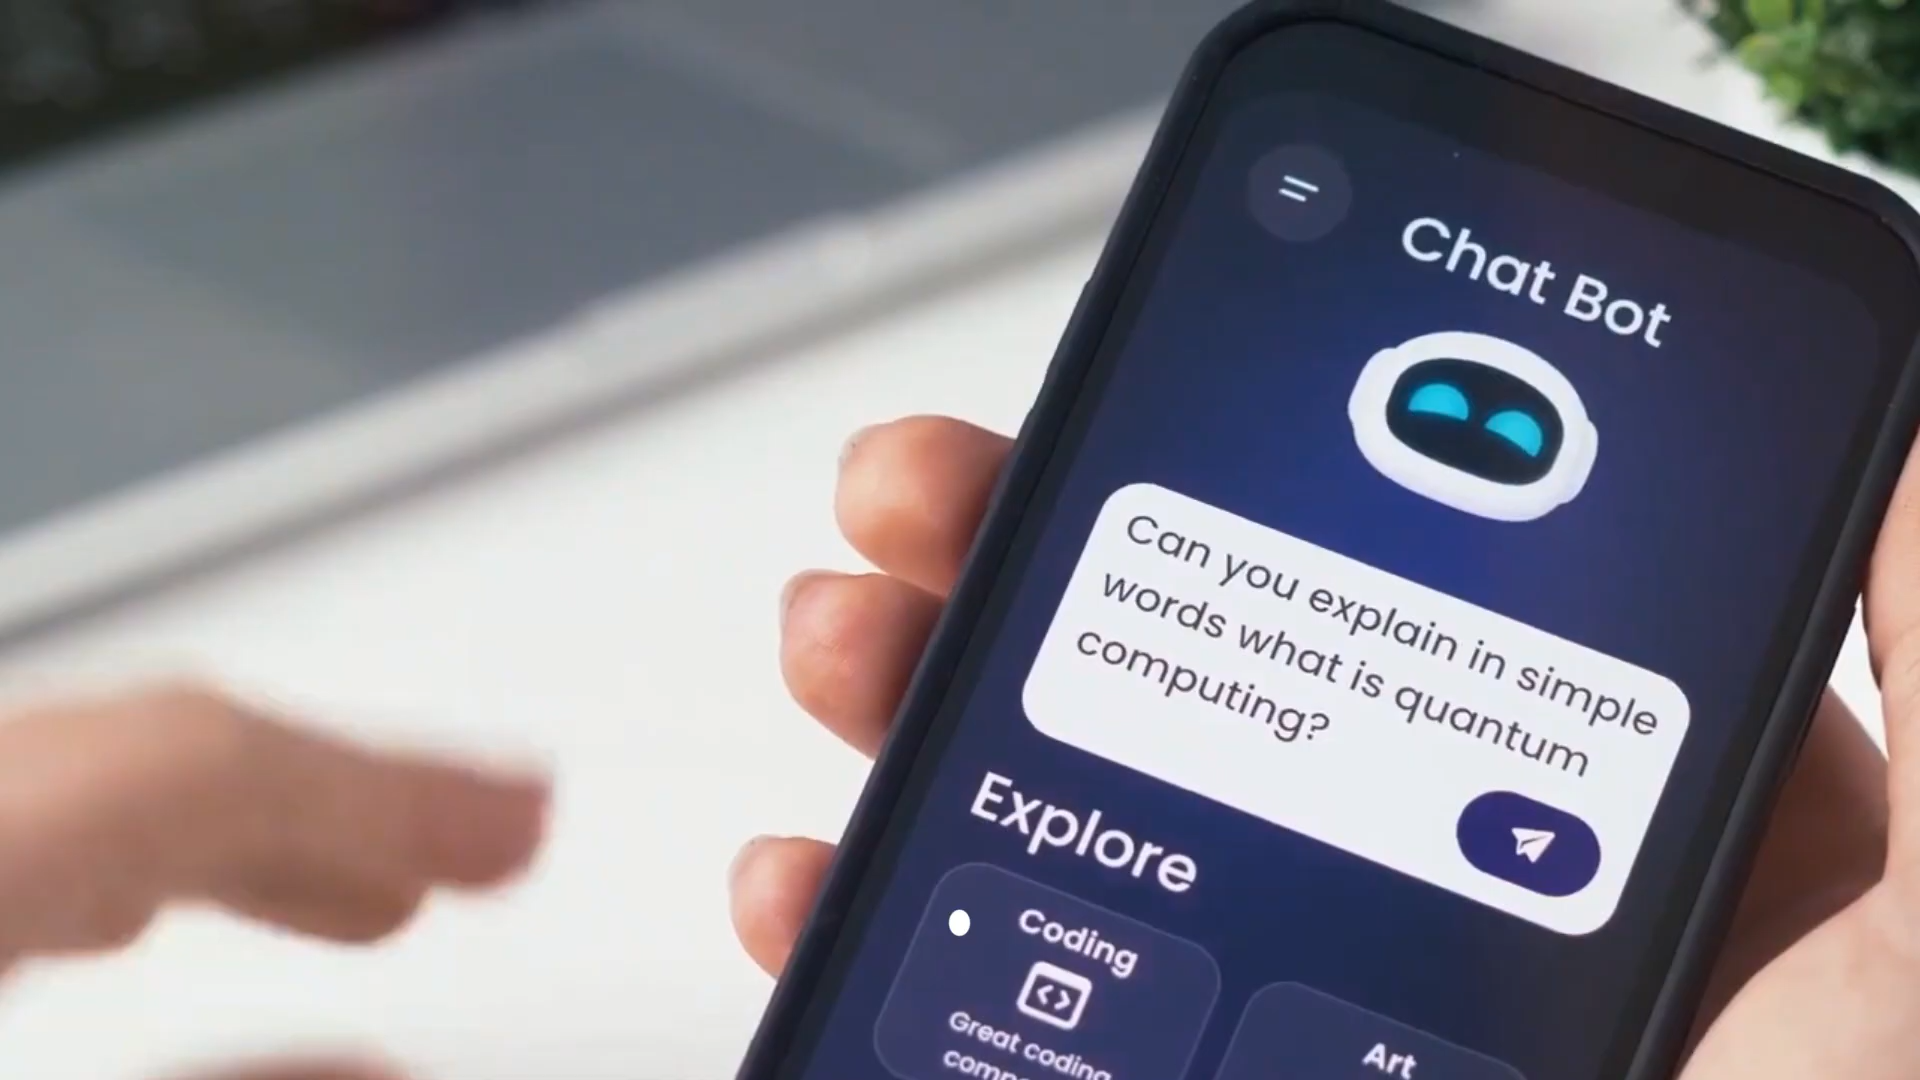 Chat Bot
Can you explain in simple
words what is quantum
computing?
Explore
Coding
Great coding
Art